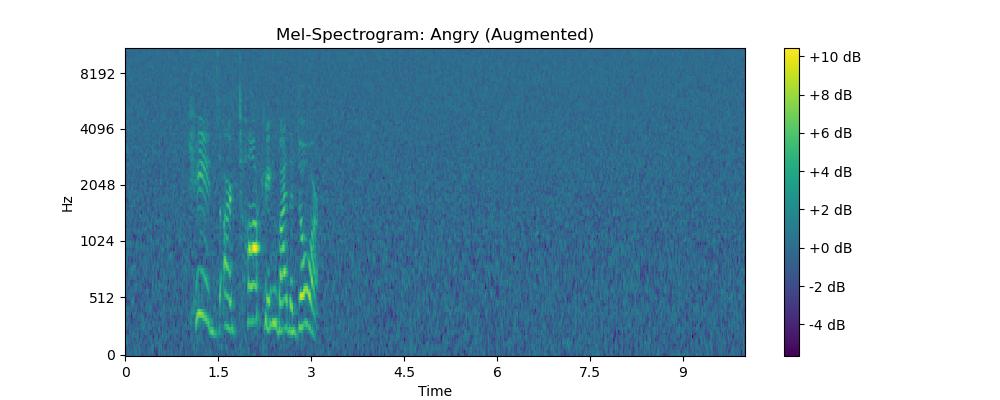 Mel-Spectrogram: Angry (Augmented)
8192
4096
2048
1024
512
0
Hz
0
1.5
3
4.5
6
7.5
9
Time
+10 dB
+8 dB
+6 dB
+4 dB
+2 dB
+0 dB
-2 dB
-4 dB